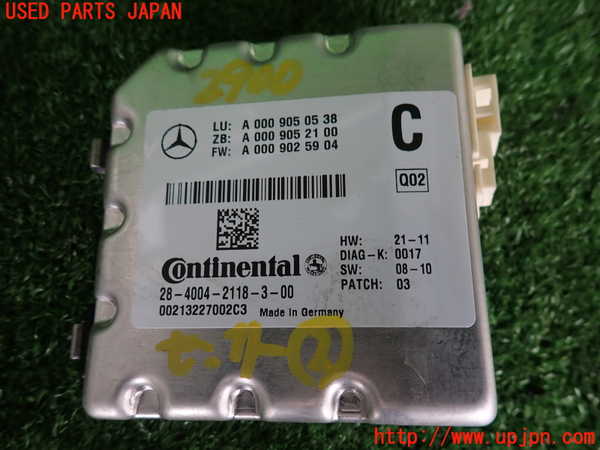 USED PARTS JAPAN
2900
LU: A 000 905 05 38
ZB: A 000 905 21 00
FW: A 000 902 59 04
C
Q02
Continental
HW: 21-11
DIAG-K: 0017
SW: 08-10
PATCH: 03
28-4004-2118-3-00
00213227002C3 Made in Germany
http://www.upjpn.com